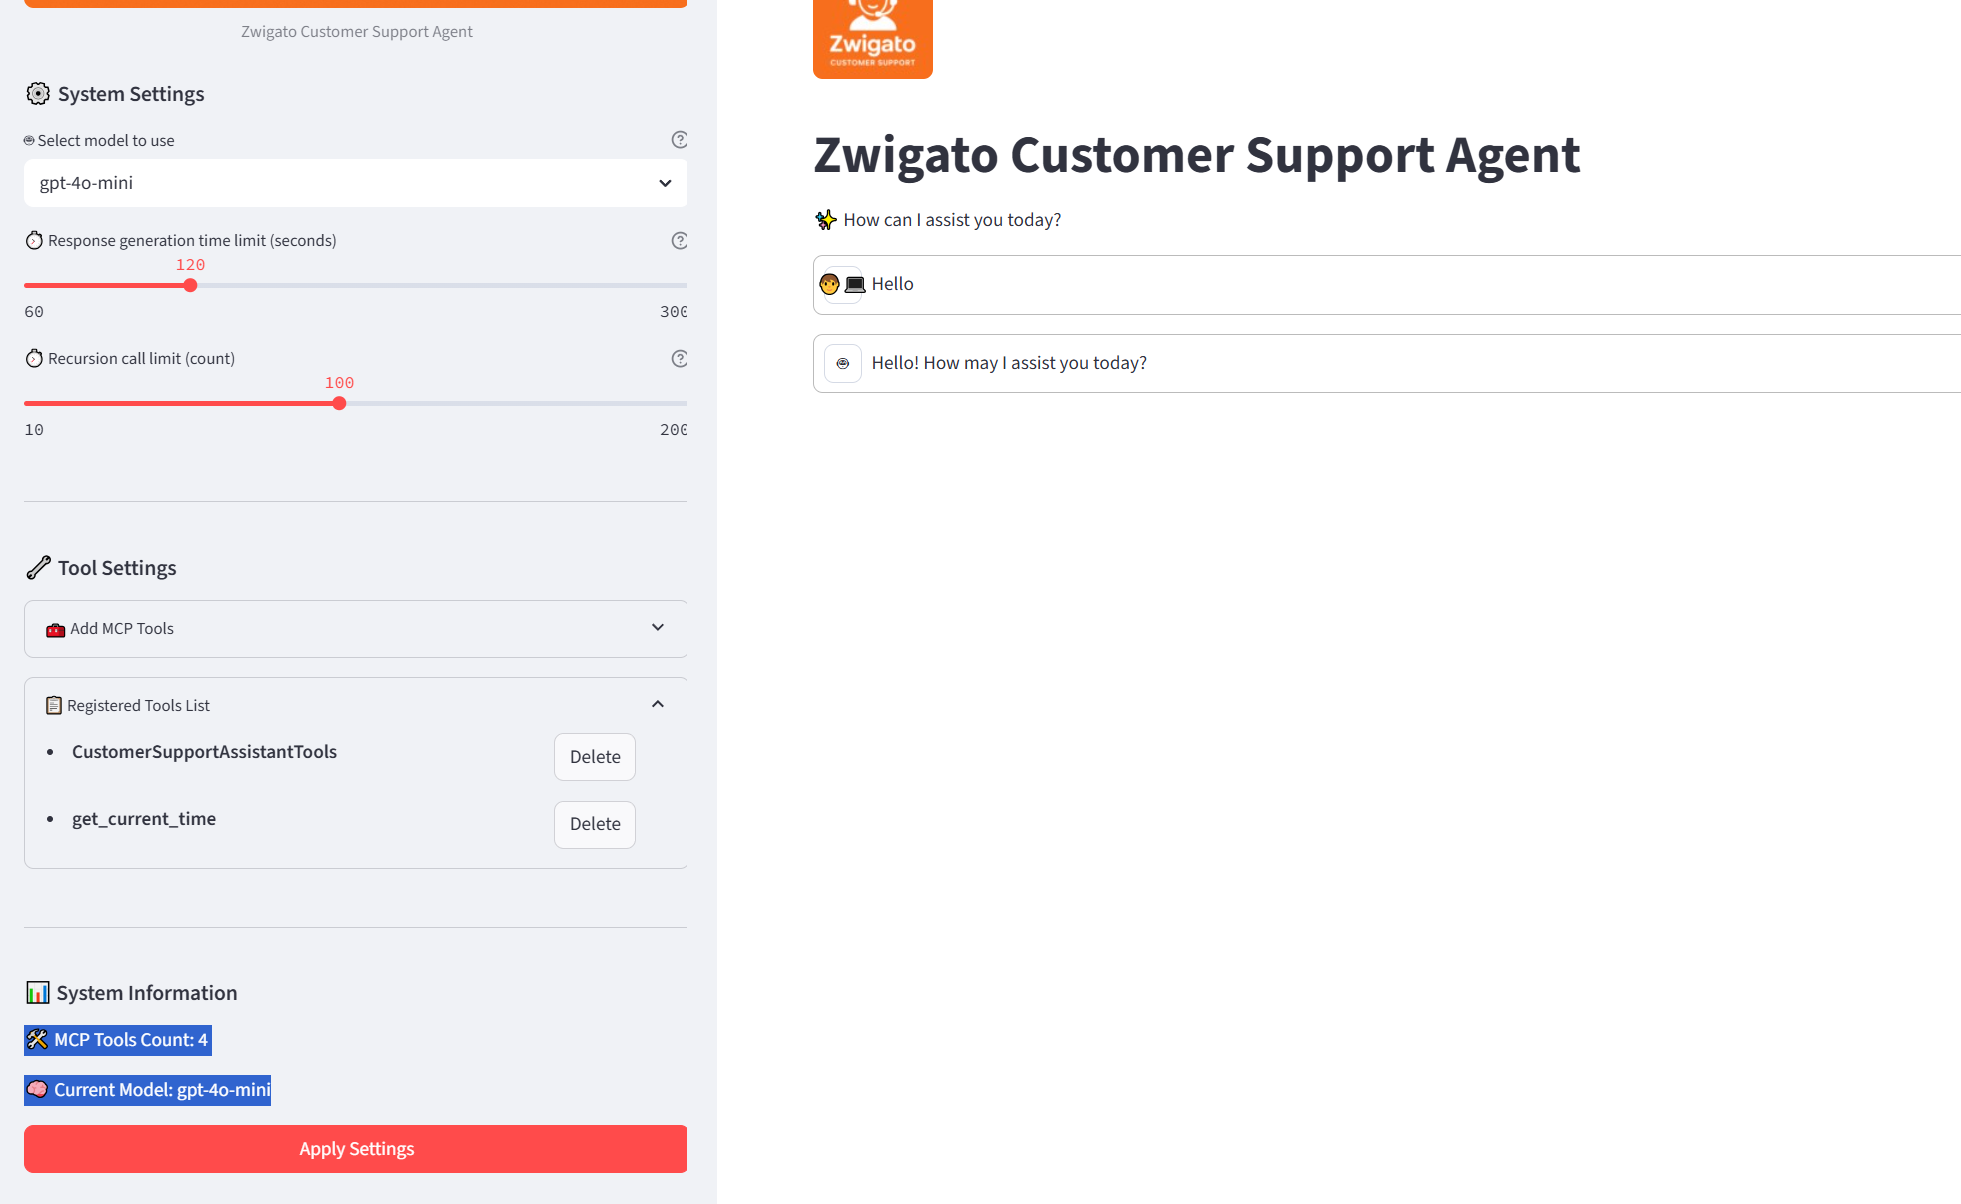 Zwigato Customer Support Agent
System Settings
Select model to use
gpt-4o-mini
Response generation time limit (seconds)
120
60
300
Recursion call limit (count)
100
10
200
Tool Settings
Add MCP Tools
Registered Tools List
CustomerSupportAssistantTools
Delete
get_current_time
Delete
System Information
MCP Tools Count: 4
Current Model: gpt-4o-mini
Apply Settings
Zwigato
CUSTOMER SUPPORT
Zwigato Customer Support Agent
How can I assist you today?
Hello
Hello! How may I assist you today?